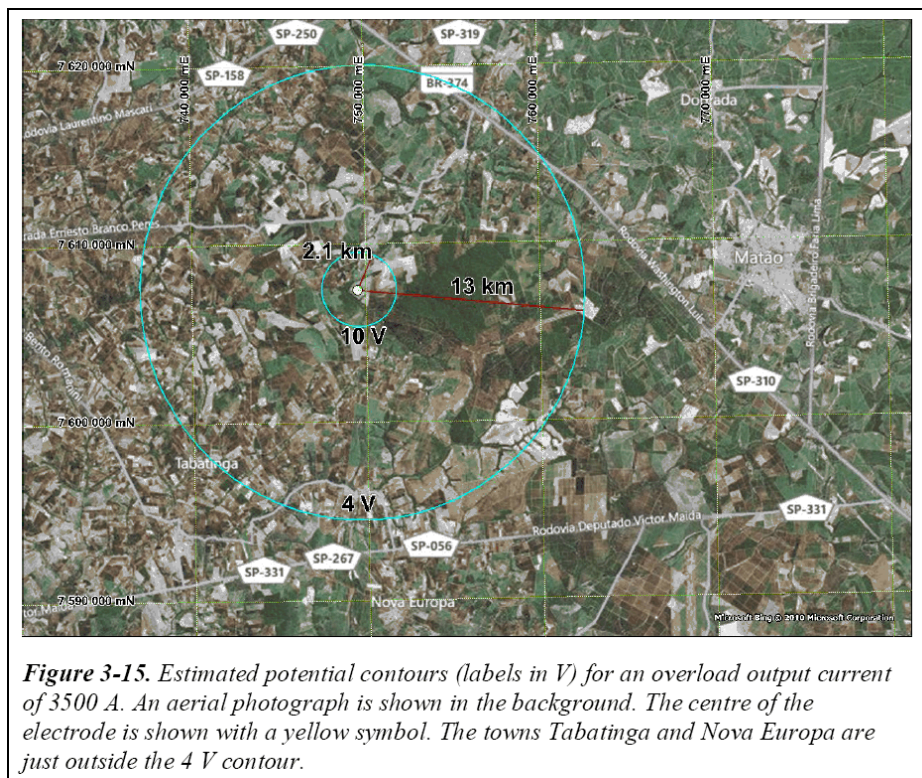 SP-250
SP-319
7 620 000 mN
SP-158
740 000 mE
750 000 mE
BR-374
760 000 mE
770 000 mE
Dobrada
Rodovia Laurentino Mascari
rada Ernesto Branco Peres
7 610 000 mN
2.1 km
13 km
10 V
Rodovia Washington Luis
Matão
Rodovia Brigadeiro Faria Lima
Bento Romanini
SP-310
7 600 000 mN
Tabatinga
4 V
Rodovia Deputado Victor Maida
SP-331
SP-056
SP-267
SP-331
tor Maida
7 590 000 mN
Nova Europa
Microsoft Bing © 2010 Microsoft Corporation
Figure 3-15. Estimated potential contours (labels in V) for an overload output current
of 3500 A. An aerial photograph is shown in the background. The centre of the
electrode is shown with a yellow symbol. The towns Tabatinga and Nova Europa are
just outside the 4 V contour.